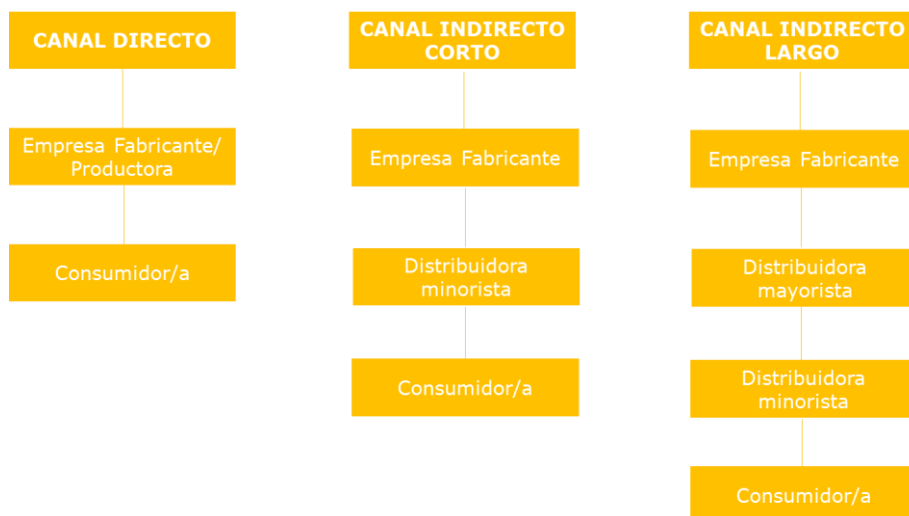 CANAL DIRECTO
Empresa Fabricante/
Productora
Consumidor/a
CANAL INDIRECTO
CORTO
Empresa Fabricante
Distribuidora
minorista
Consumidor/a
CANAL INDIRECTO
LARGO
Empresa Fabricante
Distribuidora
mayorista
Distribuidora
minorista
Consumidor/a